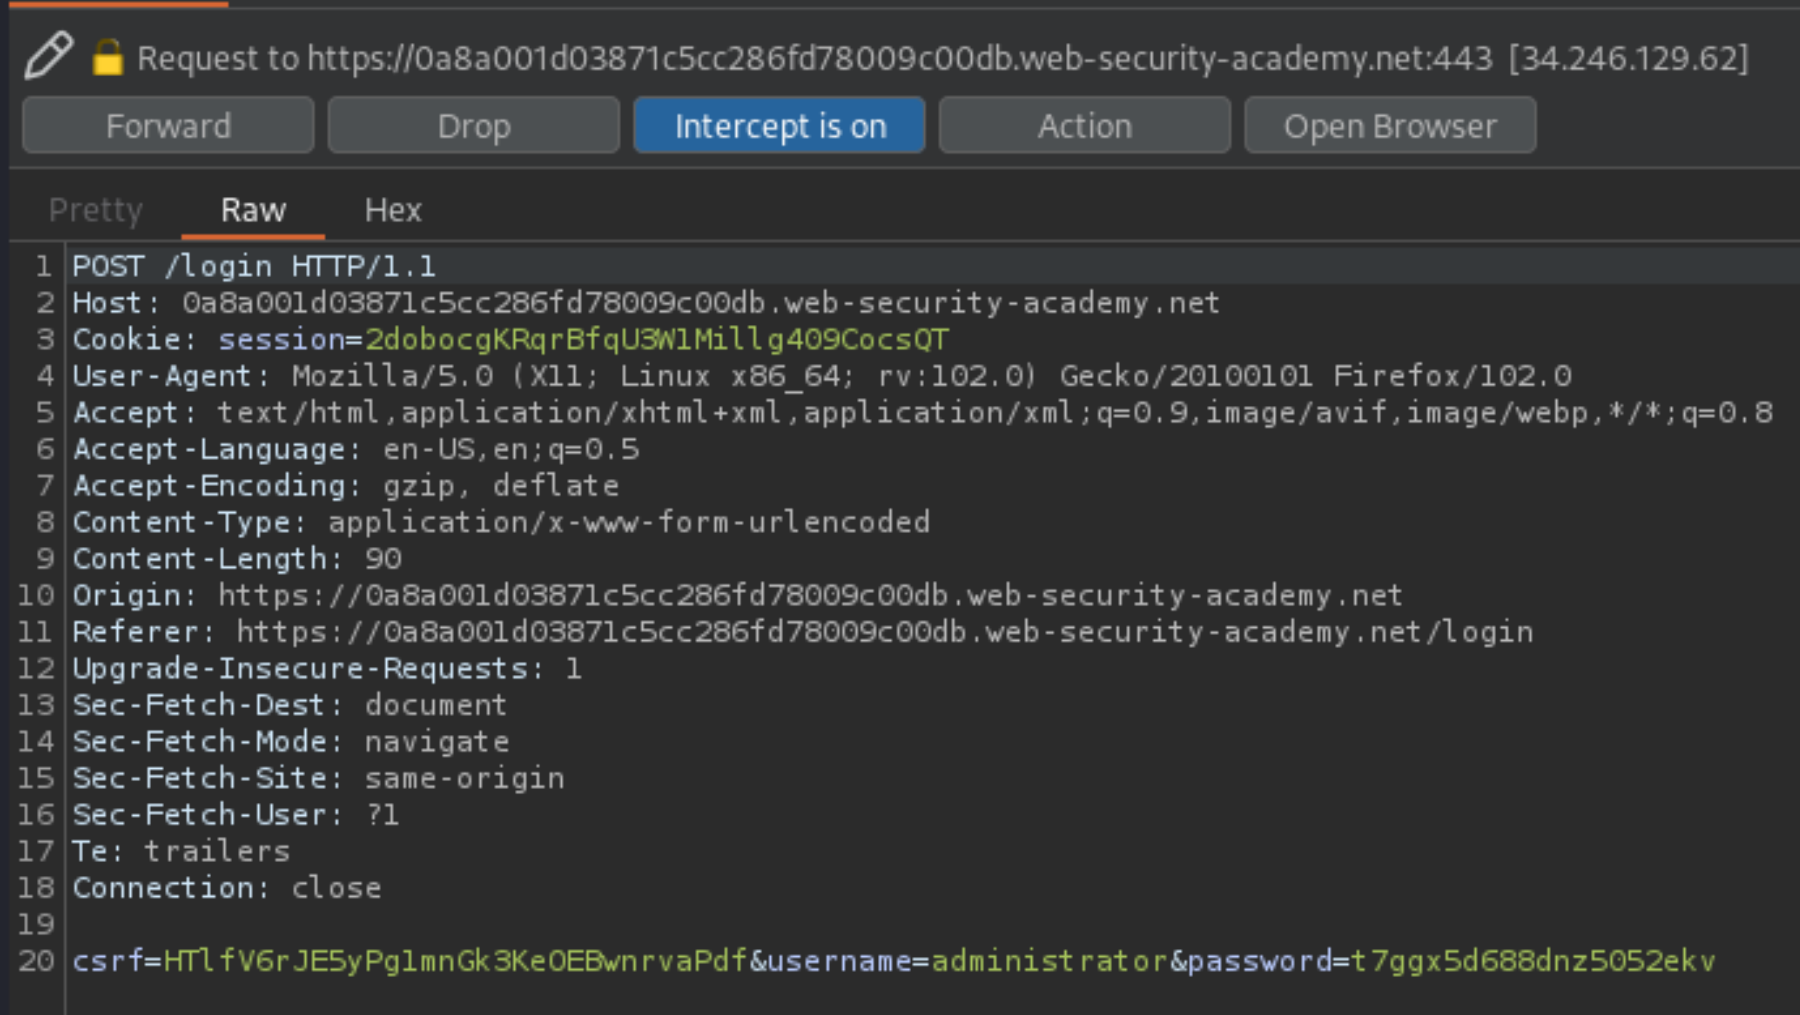 Request to https://0a8a001d03871c5cc286fd78009c00db.web-security-academy.net:443 [34.246.129.62]
Forward Drop Intercept is on Action Open Browser
Pretty Raw Hex
1 POST /login HTTP/1.1
2 Host: 0a8a001d03871c5cc286fd78009c00db.web-security-academy.net
3 Cookie: session=2dobocgKRqrBfqU3WlMillg409CocsQT
4 User-Agent: Mozilla/5.0 (X11; Linux x86_64; rv:102.0) Gecko/20100101 Firefox/102.0
5 Accept: text/html,application/xhtml+xml,application/xml;q=0.9,image/avif,image/webp,*/*;q=0.8
6 Accept-Language: en-US,en;q=0.5
7 Accept-Encoding: gzip, deflate
8 Content-Type: application/x-www-form-urlencoded
9 Content-Length: 90
10 Origin: https://0a8a001d03871c5cc286fd78009c00db.web-security-academy.net
11 Referer: https://0a8a001d03871c5cc286fd78009c00db.web-security-academy.net/login
12 Upgrade-Insecure-Requests: 1
13 Sec-Fetch-Dest: document
14 Sec-Fetch-Mode: navigate
15 Sec-Fetch-Site: same-origin
16 Sec-Fetch-User: ?1
17 Te: trailers
18 Connection: close
19
20 csrf=HTlfV6rJE5yPglmnGk3KeOEBwnrvaPdf&username=administrator&password=t7ggx5d688dnz5052ekv